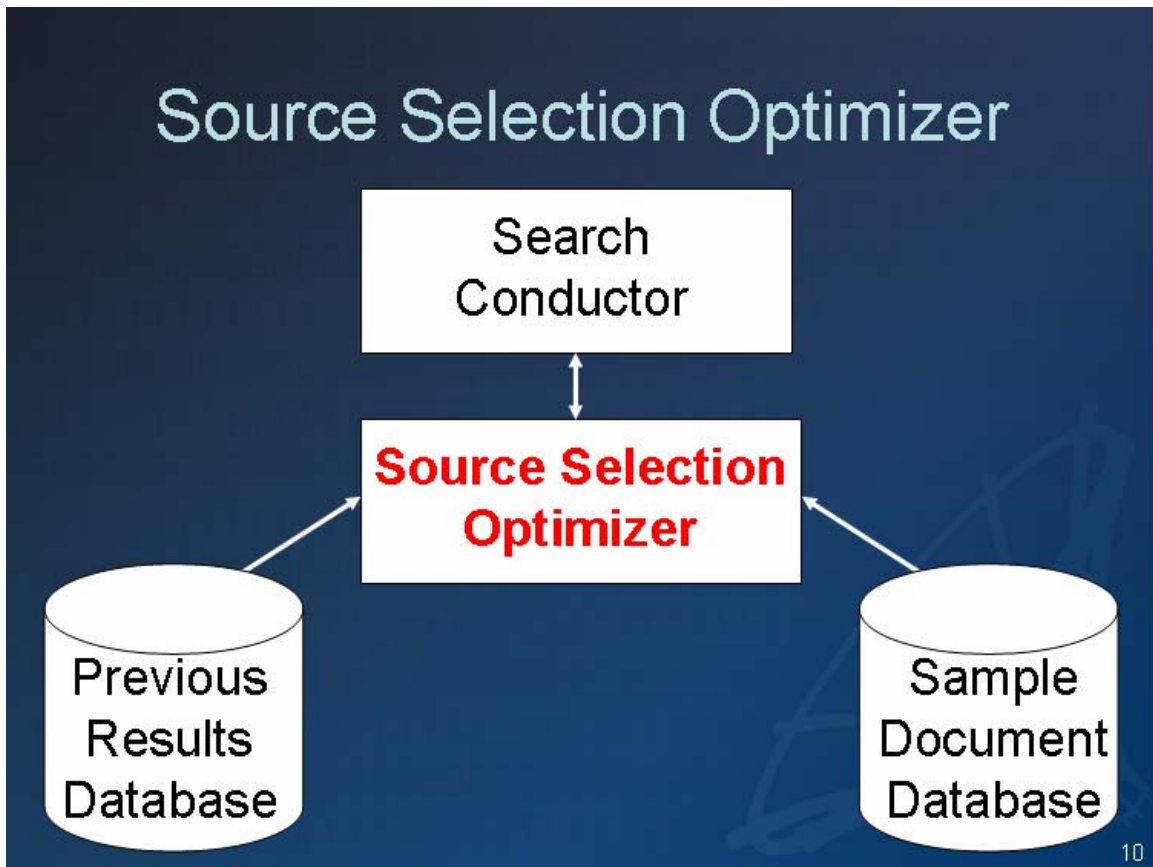 Source Selection Optimizer
Search
Conductor
Source Selection
Optimizer
Previous
Results
Database
Sample
Document
Database
10